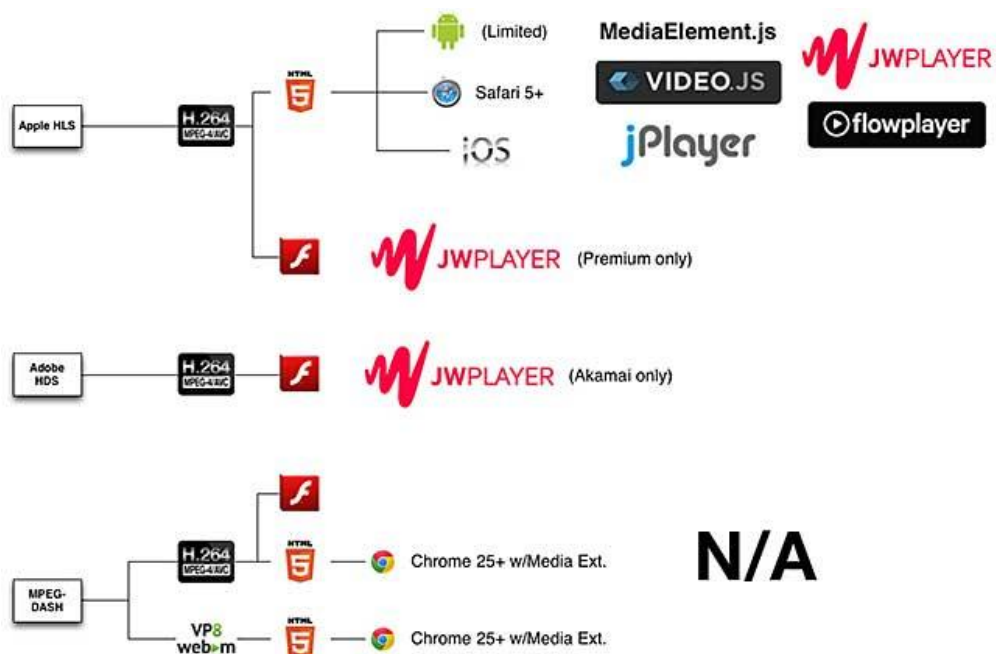 (Limited)
MediaElement.js
JWPLAYER
HTML
5
Safari 5+
VIDEO.JS
Apple HLS
H.264
MPEG-4/AVC
iOS
jPlayer
flowplayer
JWPLAYER (Premium only)
Adobe
HDS
H.264
MPEG-4/AVC
JWPLAYER (Akamai only)
H.264
MPEG-4/AVC
HTML
5
Chrome 25+ w/Media Ext.
N/A
MPEG-
DASH
VP8
webm
HTML
5
Chrome 25+ w/Media Ext.